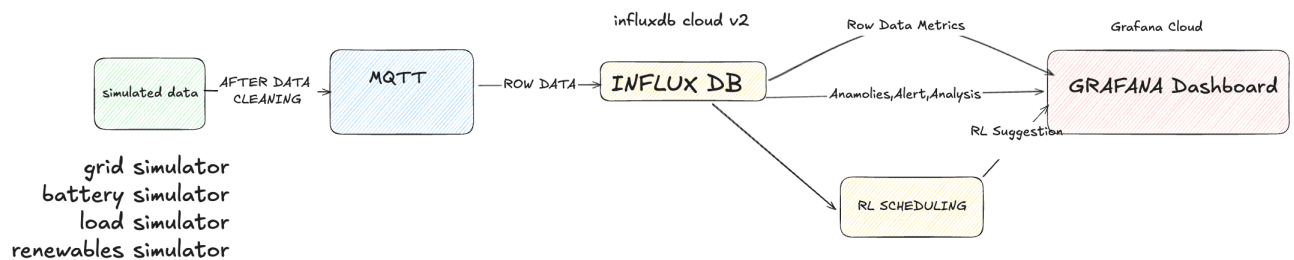 influxdb cloud v2
Row Data Metrics
Grafana Cloud
simulated data
AFTER DATA
CLEANING
MQTT
ROW DATA
INFLUX DB
Anamolies,Alert,Analysis
GRAFANA Dashboard
RL Suggestion
grid simulator
battery simulator
load simulator
renewables simulator
RL SCHEDULING